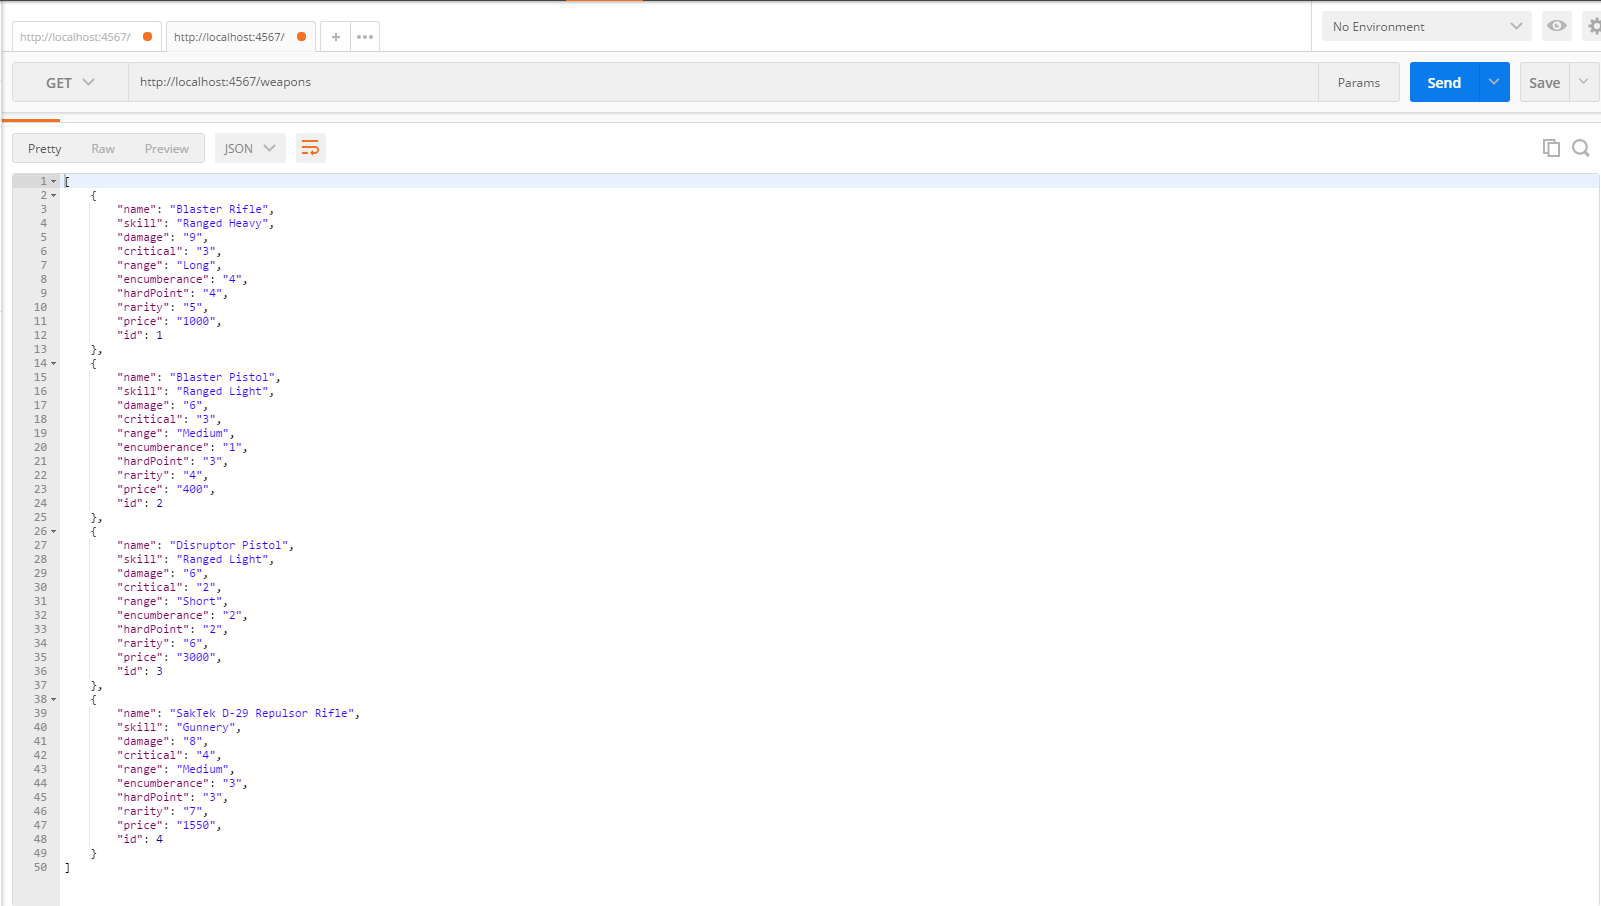 http://localhost:4567/ http://localhost:4567/ + ••• No Environment
GET http://localhost:4567/weapons Params Send Save
Pretty Raw Preview JSON
1 [
2 {
3 "name": "Blaster Rifle",
4 "skill": "Ranged Heavy",
5 "damage": "9",
6 "critical": "3",
7 "range": "Long",
8 "encumberance": "4",
9 "hardPoint": "4",
10 "rarity": "5",
11 "price": "1000",
12 "id": 1
13 },
14 {
15 "name": "Blaster Pistol",
16 "skill": "Ranged Light",
17 "damage": "6",
18 "critical": "3",
19 "range": "Medium",
20 "encumberance": "1",
21 "hardPoint": "3",
22 "rarity": "4",
23 "price": "400",
24 "id": 2
25 },
26 {
27 "name": "Disruptor Pistol",
28 "skill": "Ranged Light",
29 "damage": "6",
30 "critical": "2",
31 "range": "Short",
32 "encumberance": "2",
33 "hardPoint": "2",
34 "rarity": "6",
35 "price": "3000",
36 "id": 3
37 },
38 {
39 "name": "SakTek D-29 Repulsor Rifle",
40 "skill": "Gunnery",
41 "damage": "8",
42 "critical": "4",
43 "range": "Medium",
44 "encumberance": "3",
45 "hardPoint": "3",
46 "rarity": "7",
47 "price": "1550",
48 "id": 4
49 }
50 ]